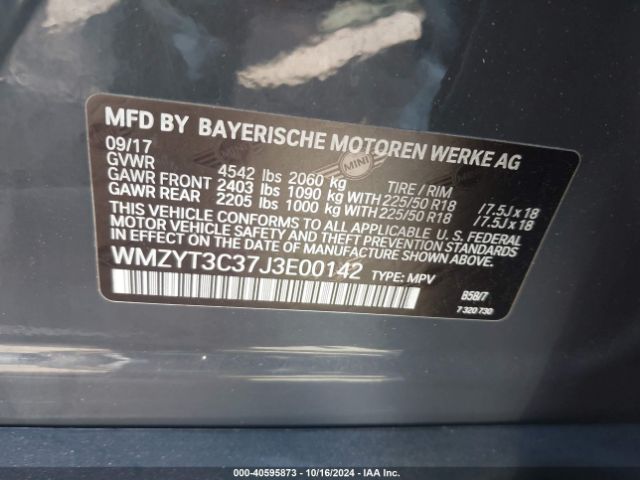 MFD BY BAYERISCHE MOTOREN WERKE AG
09/17
GVWR 4542 lbs 2060 kg TIRE / RIM
GAWR FRONT 2403 lbs 1090 kg WITH 225/50 R18 / 7.5J x 18
GAWR REAR 2205 lbs 1000 kg WITH 225/50 R18 / 7.5J x 18
THIS VEHICLE CONFORMS TO ALL APPLICABLE FEDERAL
MOTOR VEHICLE SAFETY STANDARDS IN EFFECT ON THE
DATE OF MANUFACTURE SHOWN ABOVE.
WMZYT3C37J3E00142 TYPE: MPV
B58/7
7 320 730
MINI
000-40595873 | 10/16/2024 | IAA Inc.